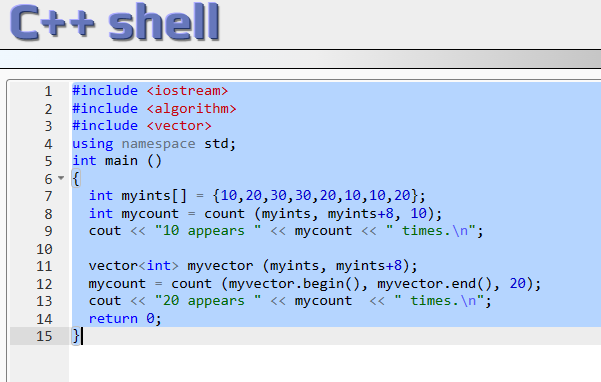 C++ shell
1 #include <iostream>
2 #include <algorithm>
3 #include <vector>
4 using namespace std;
5 int main ()
6 {
7   int myints[] = {10,20,30,30,20,10,10,20};
8   int mycount = count (myints, myints+8, 10);
9   cout << "10 appears " << mycount << " times.\n";
10
11   vector<int> myvector (myints, myints+8);
12   mycount = count (myvector.begin(), myvector.end(), 20);
13   cout << "20 appears " << mycount  << " times.\n";
14   return 0;
15 }